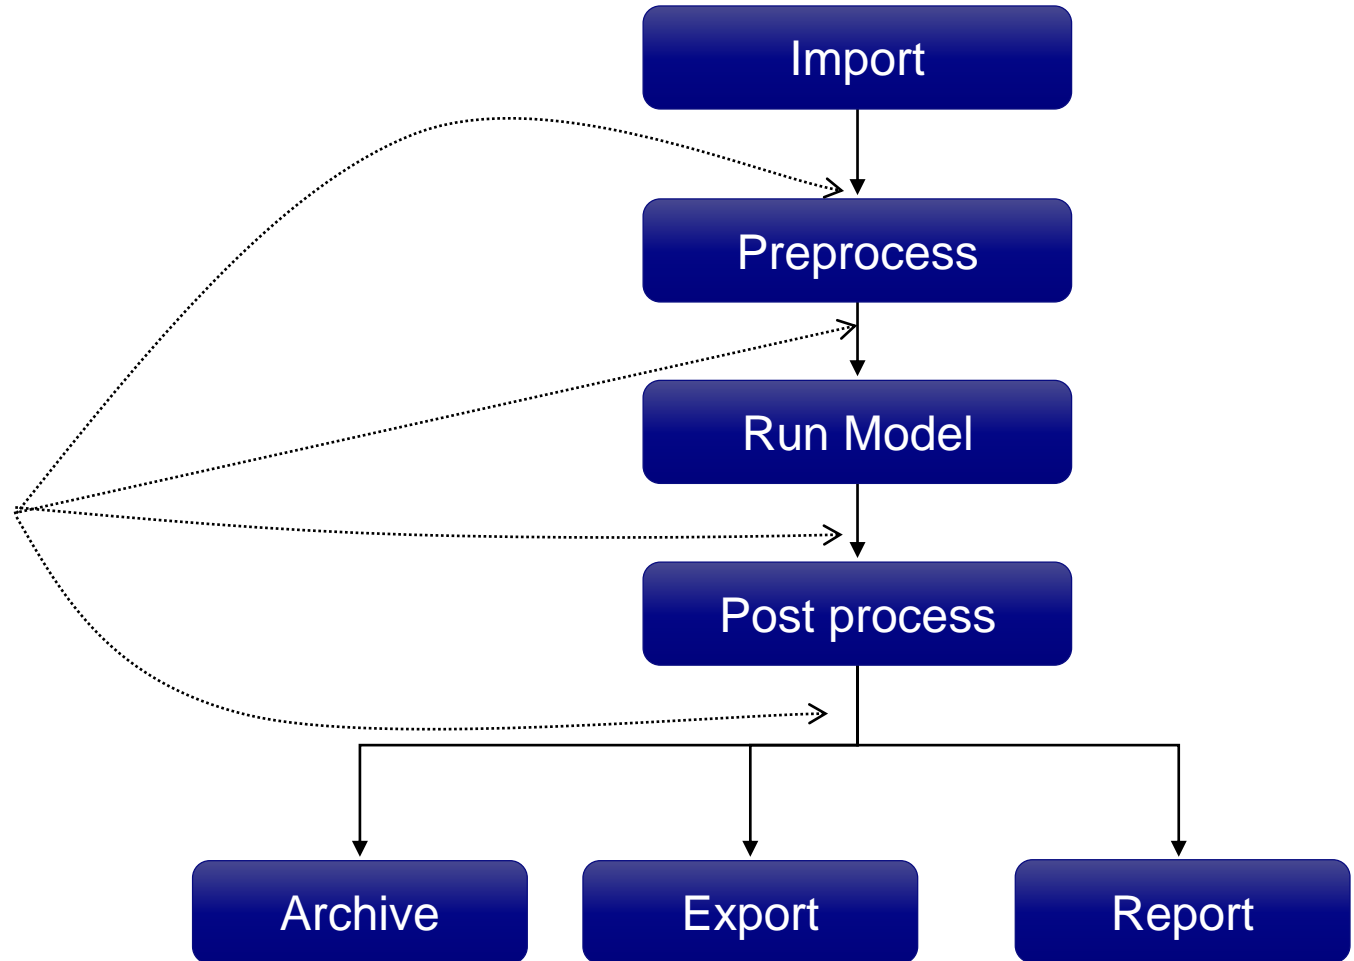 Import
Preprocess
Run Model
Post process
Archive
Export
Report